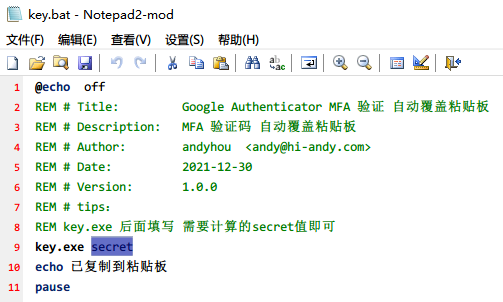 key.bat - Notepad2-mod
文件(F) 编辑(E) 查看(V) 设置(S) 帮助(H)
1 @echo  off
2 REM # Title:        Google Authenticator MFA 验证 自动覆盖粘贴板
3 REM # Description:  MFA 验证码 自动覆盖粘贴板
4 REM # Author:       andyhou  <andy@hi-andy.com>
5 REM # Date:         2021-12-30
6 REM # Version:      1.0.0
7 REM # tips：
8 REM key.exe 后面填写 需要计算的secret值即可
9 key.exe secret
10 echo 已复制到粘贴板
11 pause